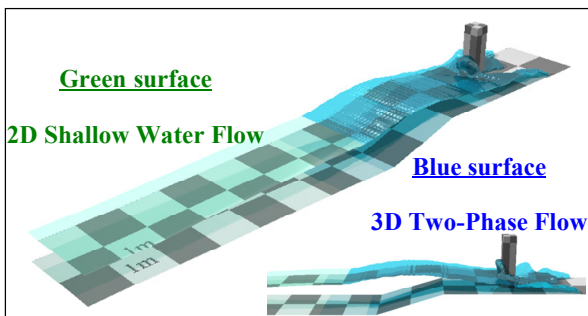 Green surface
2D Shallow Water Flow
Blue surface
3D Two-Phase Flow
1m
1m